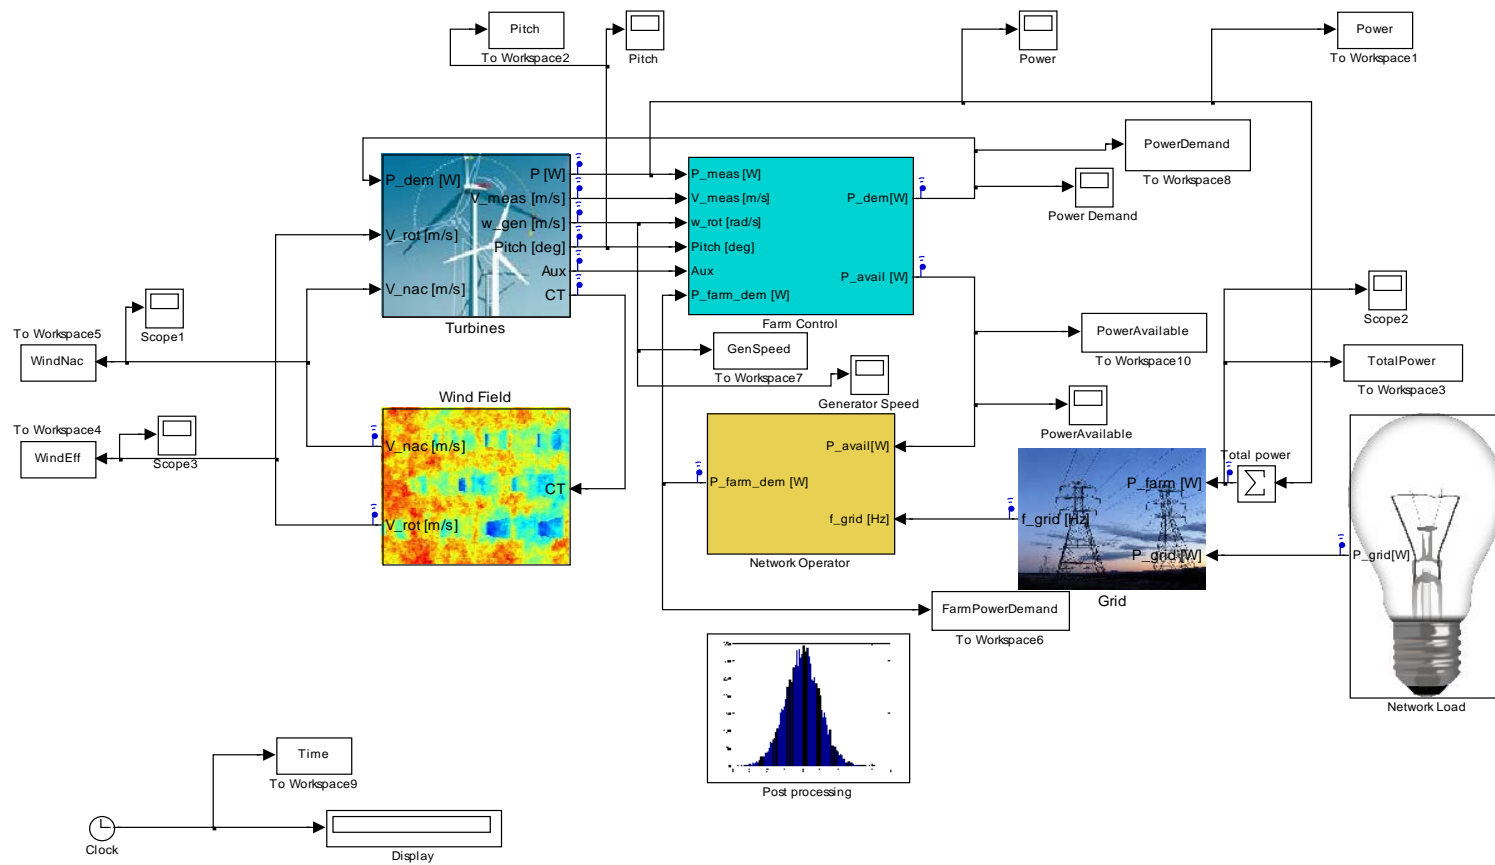 Pitch
To Workspace2
Pitch
Power
Power
To Workspace1
PowerDemand
To Workspace8
Power Demand
P_dem [W]
V_rot [m/s]
V_nac [m/s]
P [W]
V_meas [m/s]
w_gen [m/s]
Pitch [deg]
Aux
CT
Turbines
P_meas [W]
V_meas [m/s]
w_rot [rad/s]
Pitch [deg]
Aux
P_farm_dem [W]
P_dem[W]
P_avail [W]
Farm Control
Scope1
To Workspace5
WindNac
To Workspace4
WindEff
Scope3
GenSpeed
To Workspace7
Generator Speed
PowerAvailable
To Workspace10
PowerAvailable
Scope2
TotalPower
To Workspace3
Wind Field
V_nac [m/s]
CT
V_rot [m/s]
P_avail[W]
P_farm_dem [W]
f_grid [Hz]
Network Operator
Total power
P_farm [W]
f_grid [Hz]
P_grid[W]
Grid
P_grid[W]
Network Load
FarmPowerDemand
To Workspace6
Post processing
Time
To Workspace9
Clock
Display